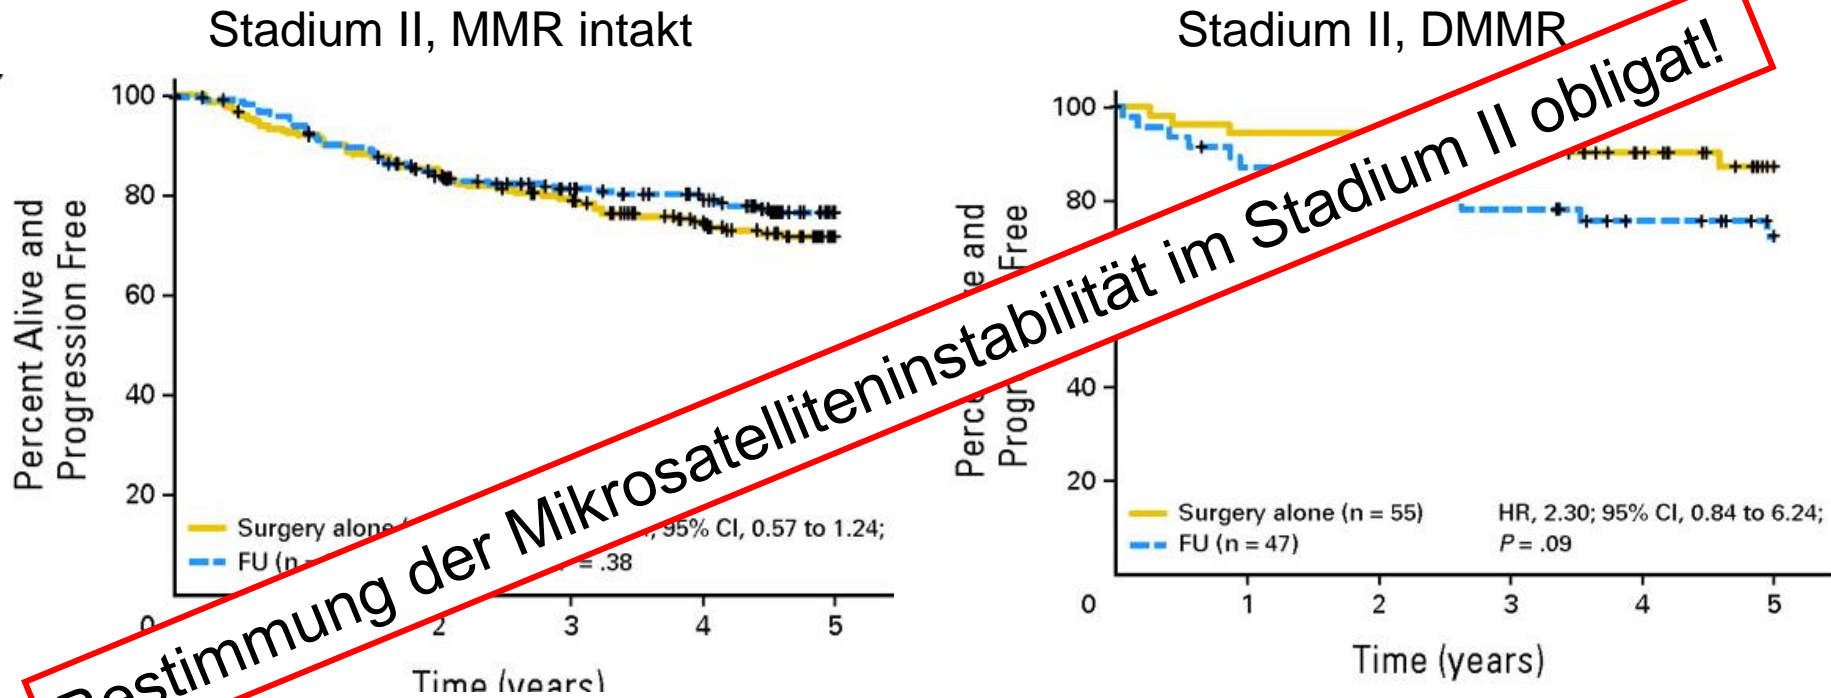 Stadium II, MMR intakt
100
80
60
40
20
0
2
3
4
5
Percent Alive and
Progression Free
Surgery alone
FU (n
95% CI, 0.57 to 1.24;
= .38
Time (years)
Stadium II, DMMR
100
80
40
20
0
1
2
3
4
5
Surgery alone (n = 55)
FU (n = 47)
HR, 2.30; 95% CI, 0.84 to 6.24;
P = .09
Time (years)
and
Free
Bestimmung der Mikrosatelliteninstabilität im Stadium II obligat!